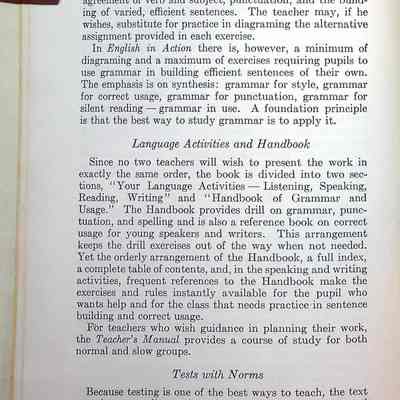 agreement of verb and subject, punctuation, and the build-
ing of varied, efficient sentences. The teacher may, if he
wishes, substitute for practice in diagraming the alternative
assignment provided in each exercise.
In English in Action there is, however, a minimum of
diagraming and a maximum of exercises requiring pupils to
use grammar in building efficient sentences of their own.
The emphasis is on synthesis: grammar for style, grammar
for correct usage, grammar for punctuation, grammar for
silent reading — grammar in use. A foundation principle
is that the best way to study grammar is to apply it.
Language Activities and Handbook
Since no two teachers will wish to present the work in
exactly the same order, the book is divided into two sec-
tions, "Your Language Activities — Listening, Speaking,
Reading, Writing" and "Handbook of Grammar and
Usage." The Handbook provides drill on grammar, punc-
tuation, and spelling and is also a reference book on correct
usage for young speakers and writers. This arrangement
keeps the drill exercises out of the way when not needed.
Yet the orderly arrangement of the Handbook, a full index,
a complete table of contents, and, in the speaking and writing
activities, frequent references to the Handbook make the
exercises and rules instantly available for the pupil who
wants help and for the class that needs practice in sentence
building and correct usage.
For teachers who wish guidance in planning their work,
the Teacher's Manual provides a course of study for both
normal and slow groups.
Tests with Norms
Because testing is one of the best ways to teach, the text